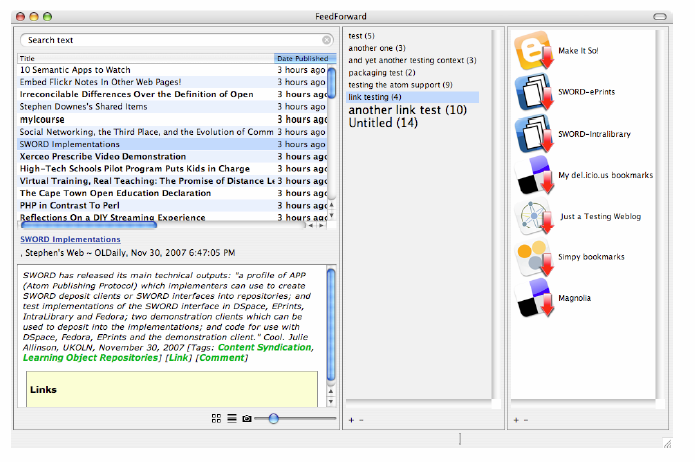 FeedForward
Search text
Title Date Published
10 Semantic Apps to Watch 3 hours ago
Embed Flickr Notes In Other Web Pages! 3 hours ago
Irreconcilable Differences Over the Definition of Open 3 hours ago
Stephen Downes's Shared Items 3 hours ago
mylcourse 3 hours ago
Social Networking, the Third Place, and the Evolution of Comm 3 hours ago
SWORD Implementations 3 hours ago
Xerceo Prescribe Video Demonstration 3 hours ago
High-Tech Schools Pilot Program Puts Kids in Charge 3 hours ago
Virtual Training, Real Teaching: The Promise of Distance Le 3 hours ago
The Cape Town Open Education Declaration 3 hours ago
PHP in Contrast To Perl 3 hours ago
Reflections On a DIY Streaming Experience 3 hours ago
SWORD Implementations
, Stephen's Web ~ OLDaily, Nov 30, 2007 6:47:05 PM
SWORD has released its main technical outputs: "a profile of APP
(Atom Publishing Protocol) which implementers can use to create
SWORD deposit clients or SWORD interfaces into repositories; and
test implementations of the SWORD interface in DSpace, EPrints,
IntraLibrary and Fedora; two demonstration clients which can be
used to deposit into the implementations; and code for use with
DSpace, Fedora, EPrints and the demonstration client." Cool. Julie
Allinson, UKOLN, November 30, 2007 [Tags: Content Syndication,
Learning Object Repositories] [Link] [Comment]
Links
test (5)
another one (3)
and yet another testing context (3)
packaging test (2)
testing the atom support (9)
link testing (4)
another link test (10)
Untitled (14)
+ -
Make It So!
SWORD-ePrints
SWORD-Intralibrary
My del.icio.us bookmarks
Just a Testing Weblog
Simpy bookmarks
Magnolia
+ -